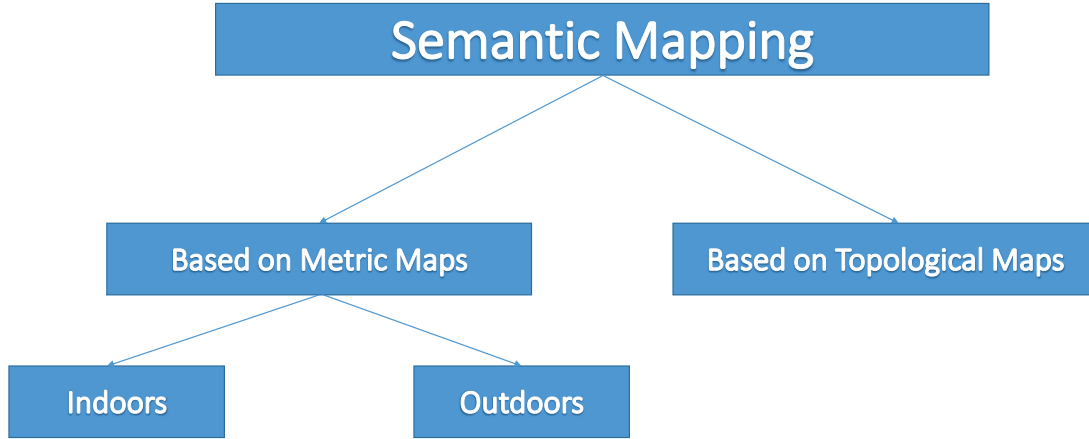 Semantic Mapping
Based on Metric Maps
Based on Topological Maps
Indoors
Outdoors